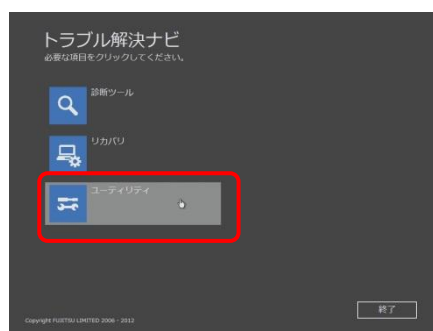 トラブル解決ナビ
必要な項目をクリックしてください。
診断ツール
リカバリ
ユーティリティ
終了
Copyright FUJITSU LIMITED 2006 - 2012